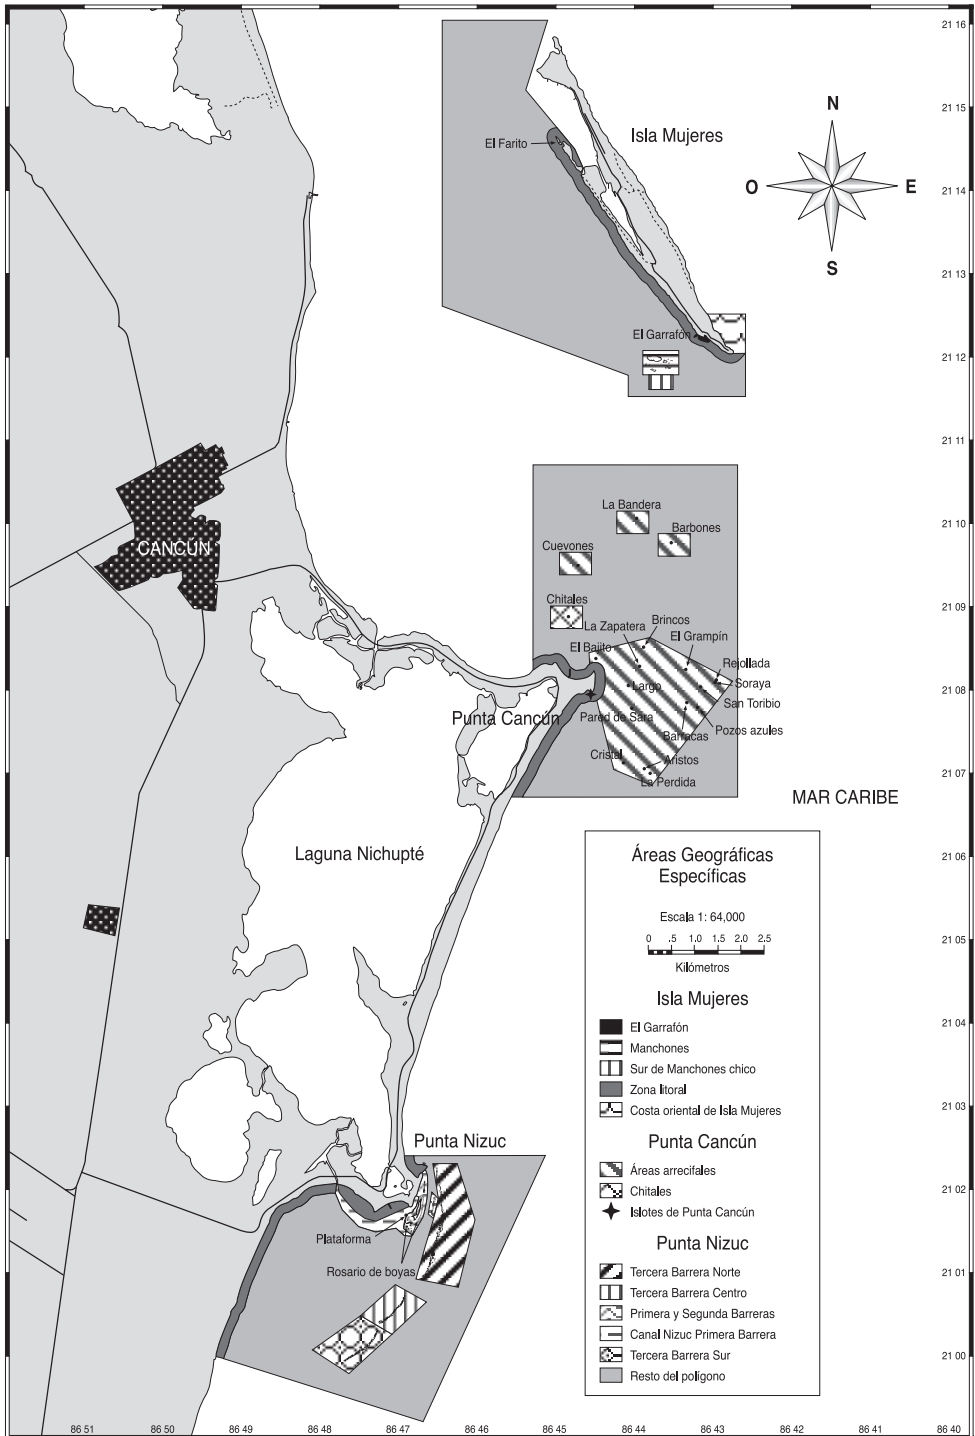 21 16
21 15
21 14
21 13
21 12
21 11
21 10
21 09
21 08
21 07
21 06
21 05
21 04
21 03
21 02
21 01
21 00
Isla Mujeres
El Farito
El Garrafón
N
O
E
S
CANCÚN
La Bandera
Barbones
Cuevones
Chitales
La Zapatera
Brincos
El Grampín
El Bajito
Rejollada
Largo
Soraya
San Toribio
Punta Cancún
Pared de Sara
Pozos azules
Barracas
Cristal
Aristos
La Perdida
MAR CARIBE
Laguna Nichupté
Punta Nizuc
Plataforma
Rosario de boyas
Áreas Geográficas
Específicas
Escala 1: 64,000
0 .5 1.0 1.5 2.0 2.5
Kilómetros
Isla Mujeres
El Garrafón
Manchones
Sur de Manchones chico
Zona litoral
Costa oriental de Isla Mujeres
Punta Cancún
Áreas arrecifales
Chitales
Islotes de Punta Cancún
Punta Nizuc
Tercera Barrera Norte
Tercera Barrera Centro
Primera y Segunda Barreras
Canal Nizuc Primera Barrera
Tercera Barrera Sur
Resto del polígono
86 51 86 50 86 49 86 48 86 47 86 46 86 45 86 44 86 43 86 42 86 41 86 40